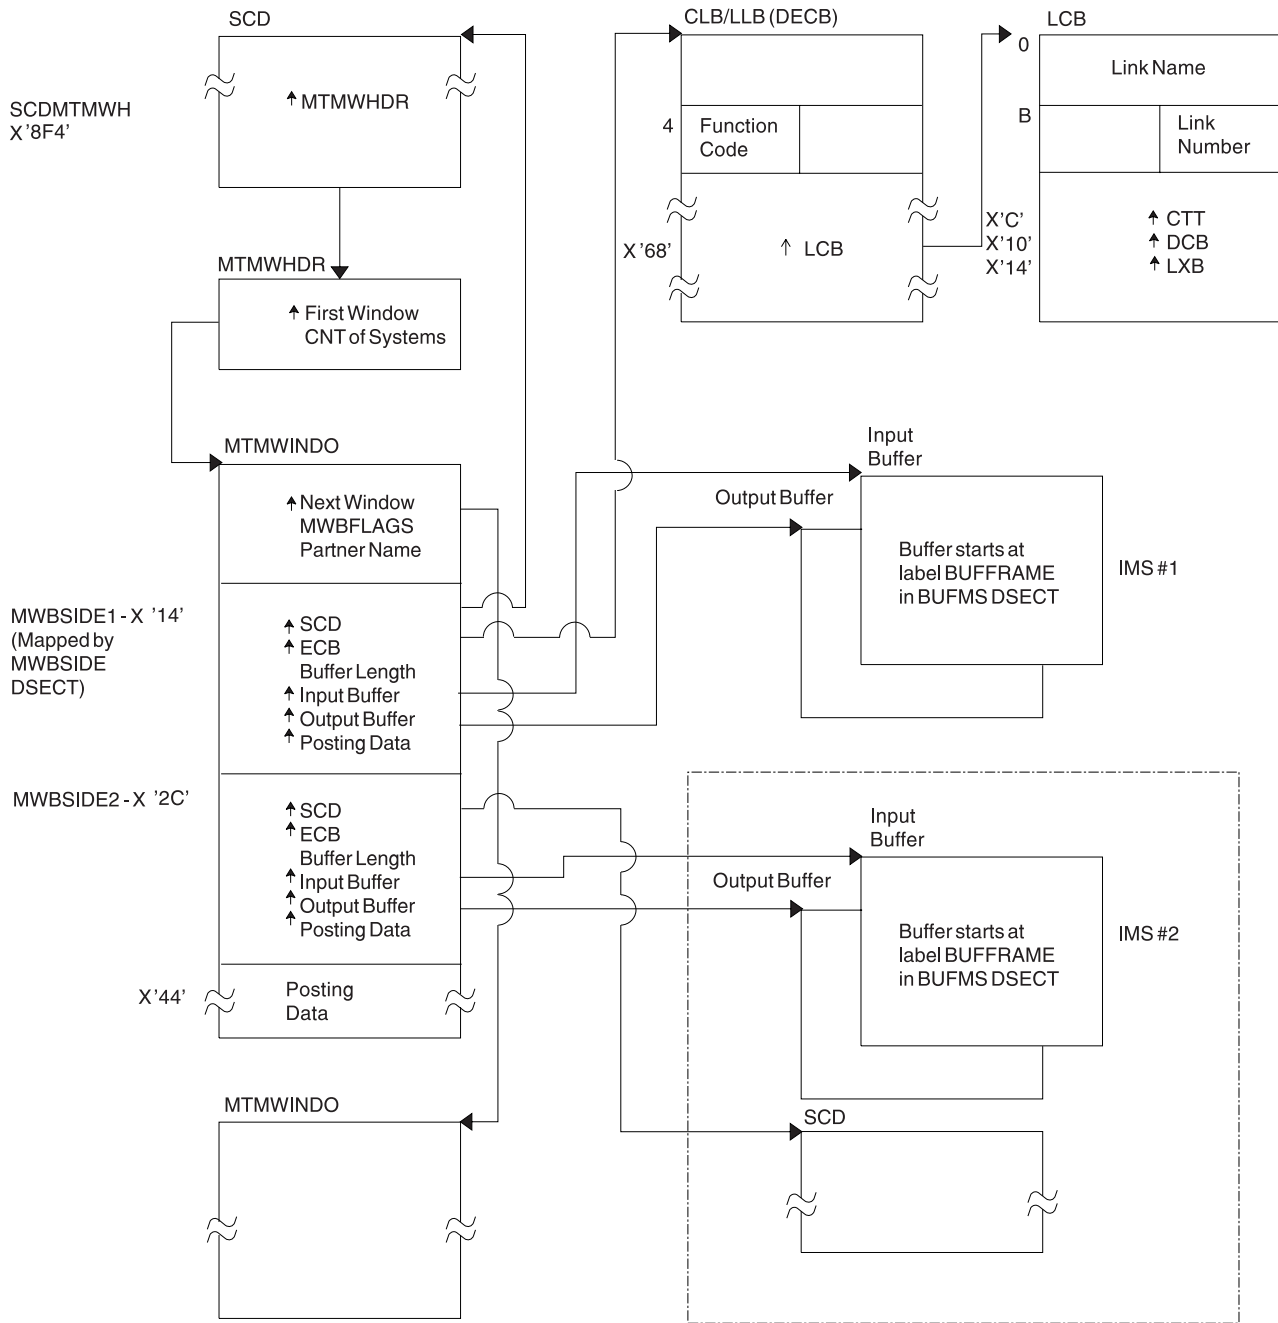 SCD
SCDMTMWH
X '8F4'
MTMWHDR
MTMWHDR
First Window
CNT of Systems
CLB/LLB (DECB)
4
Function
Code
X '68'
LCB
LCB
0
Link Name
B
Link
Number
X'C'
X'10'
X'14'
CTT
DCB
LXB
MTMWINDO
Next Window
MWBFLAGS
Partner Name
MWBSIDE1 - X '14'
(Mapped by
MWBSIDE
DSECT)
SCD
ECB
Buffer Length
Input Buffer
Output Buffer
Posting Data
MWBSIDE2 - X '2C'
SCD
ECB
Buffer Length
Input Buffer
Output Buffer
Posting Data
X '44'
Posting
Data
Input
Buffer
Output Buffer
Buffer starts at
label BUFFRAME
in BUFMS DSECT
IMS #1
Input
Buffer
Output Buffer
Buffer starts at
label BUFFRAME
in BUFMS DSECT
IMS #2
SCD
MTMWINDO